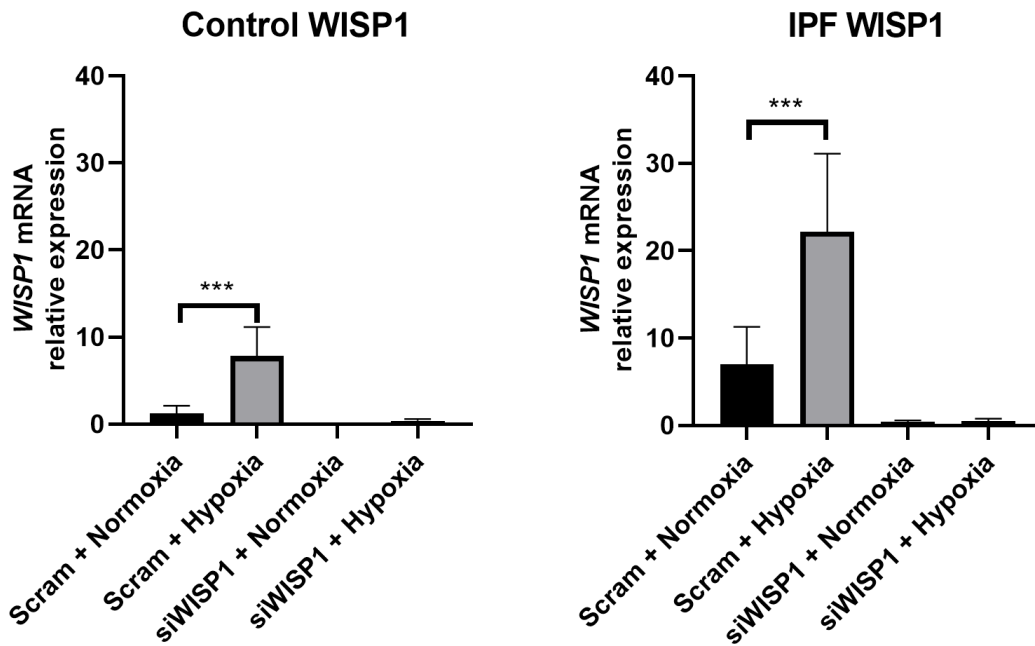 Control WISP1
WISP1 mRNA
relative expression
40
30
20
10
0
***
Scram + Normoxia
Scram + Hypoxia
siWISP1 + Normoxia
siWISP1 + Hypoxia
IPF WISP1
WISP1 mRNA
relative expression
40
30
20
10
0
***
Scram + Normoxia
Scram + Hypoxia
siWISP1 + Normoxia
siWISP1 + Hypoxia